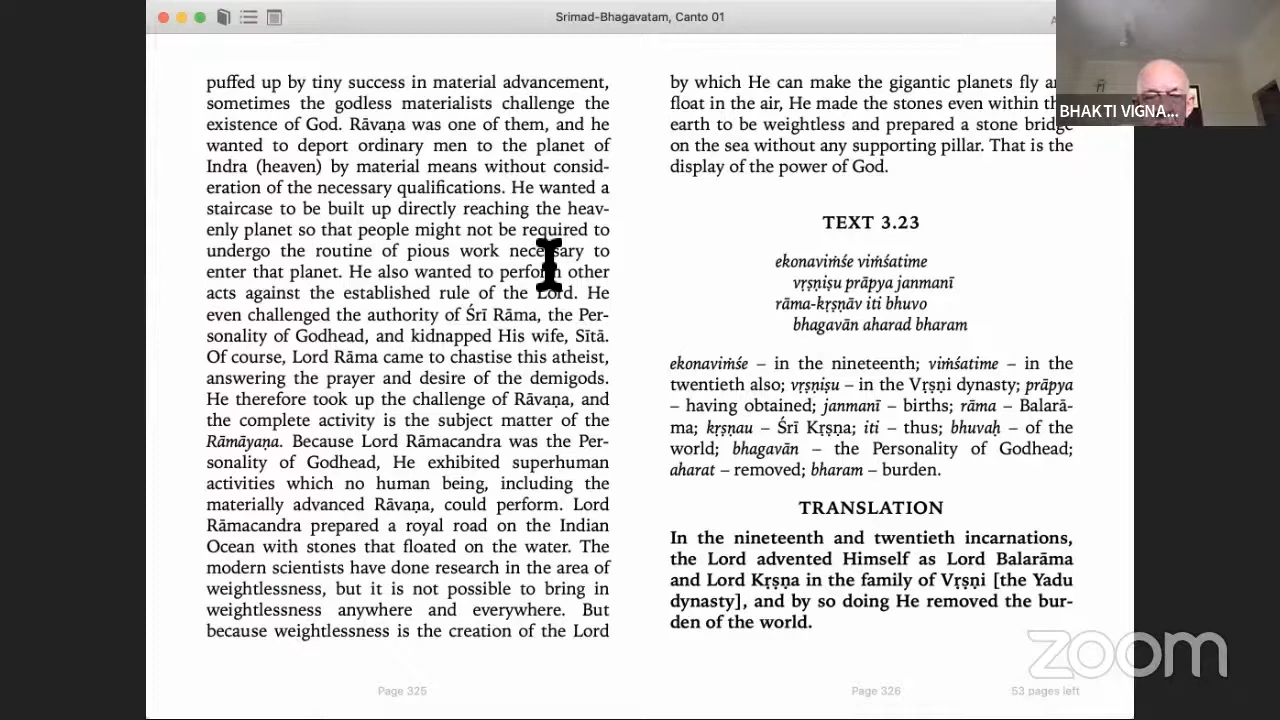 Srimad-Bhagavatam, Canto 01
puffed up by tiny success in material advancement,
sometimes the godless materialists challenge the
existence of God. Rāvaṇa was one of them, and he
wanted to deport ordinary men to the planet of
Indra (heaven) by material means without consid-
eration of the necessary qualifications. He wanted a
staircase to be built up directly reaching the heav-
enly planet so that people might not be required to
undergo the routine of pious work necessary to
enter that planet. He also wanted to perform other
acts against the established rule of the Lord. He
even challenged the authority of Śrī Rāma, the Per-
sonality of Godhead, and kidnapped His wife, Sītā.
Of course, Lord Rāma came to chastise this atheist,
answering the prayer and desire of the demigods.
He therefore took up the challenge of Rāvaṇa, and
the complete activity is the subject matter of the
Rāmāyaṇa. Because Lord Rāmacandra was the Per-
sonality of Godhead, He exhibited superhuman
activities which no human being, including the
materially advanced Rāvaṇa, could perform. Lord
Rāmacandra prepared a royal road on the Indian
Ocean with stones that floated on the water. The
modern scientists have done research in the area of
weightlessness, but it is not possible to bring in
weightlessness anywhere and everywhere. But
because weightlessness is the creation of the Lord
Page 325
by which He can make the gigantic planets fly
float in the air, He made the stones even within
earth to be weightless and prepared a stone bridge
on the sea without any supporting pillar. That is the
display of the power of God.
TEXT 3.23
ekonaviṁśe viṁśatime
vṛṣṇiṣu prāpya janmanī
rāma-kṛṣṇāv iti bhuvo
bhagavān aharad bharam
ekonaviṁśe – in the nineteenth; viṁśatime – in the
twentieth also; vṛṣṇiṣu – in the Vṛṣṇi dynasty; prāpya
– having obtained; janmanī – births; rāma – Balarā-
ma; kṛṣṇau – Śrī Kṛṣṇa; iti – thus; bhuvaḥ – of the
world; bhagavān – the Personality of Godhead;
aharat – removed; bharam – burden.
TRANSLATION
In the nineteenth and twentieth incarnations,
the Lord advented Himself as Lord Balarāma
and Lord Kṛṣṇa in the family of Vṛṣṇi [the Yadu
dynasty], and by so doing He removed the bur-
den of the world.
Page 326
53 pages left
BHAKTI VIGNA...
zoom